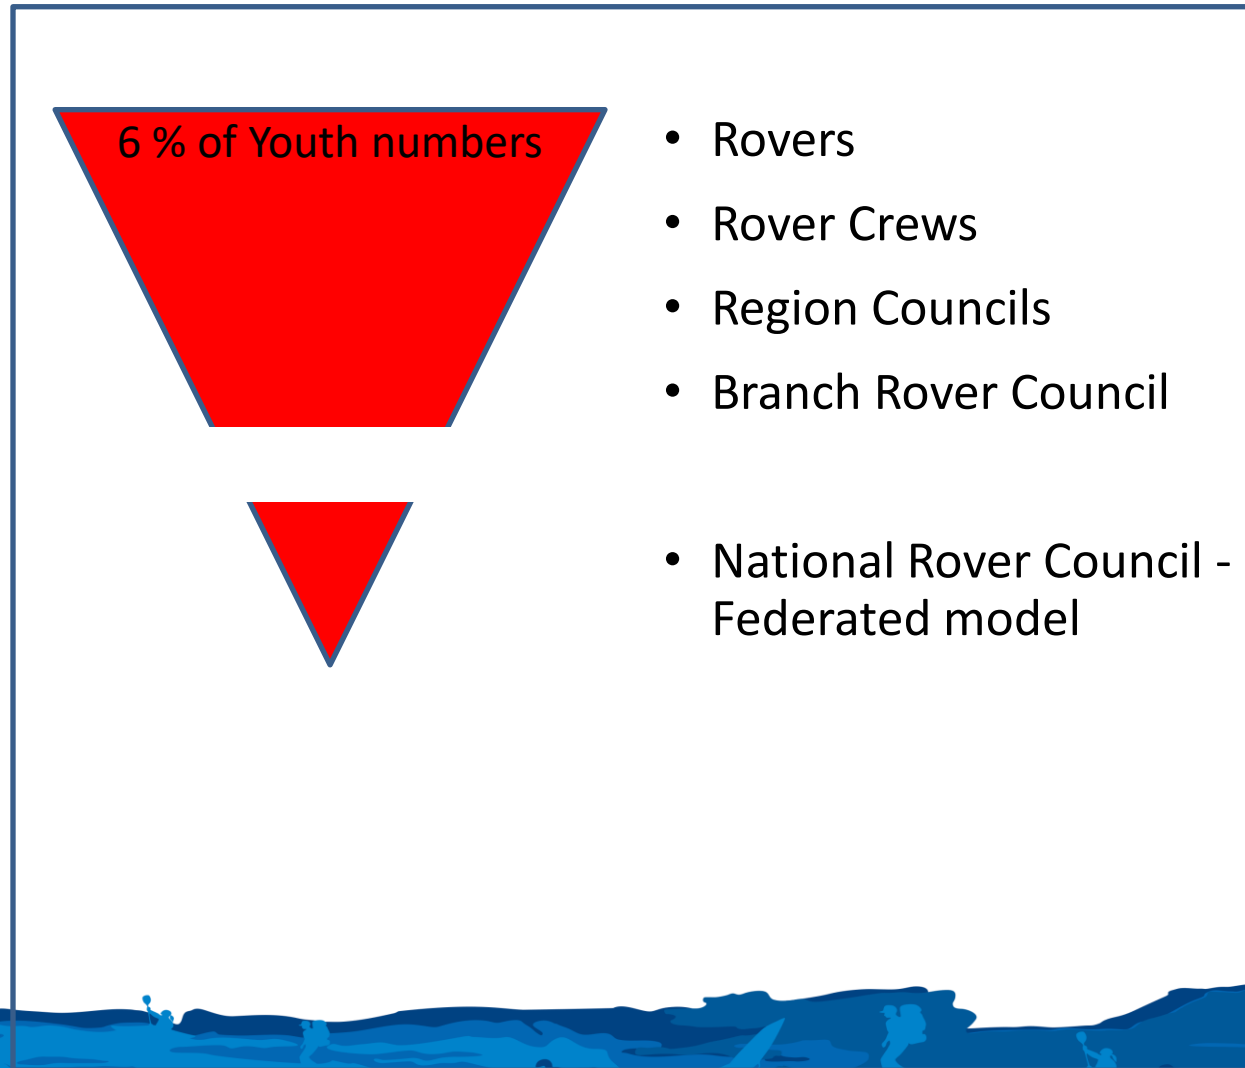 6 % of Youth numbers
• Rovers
• Rover Crews
• Region Councils
• Branch Rover Council
• National Rover Council -
Federated model